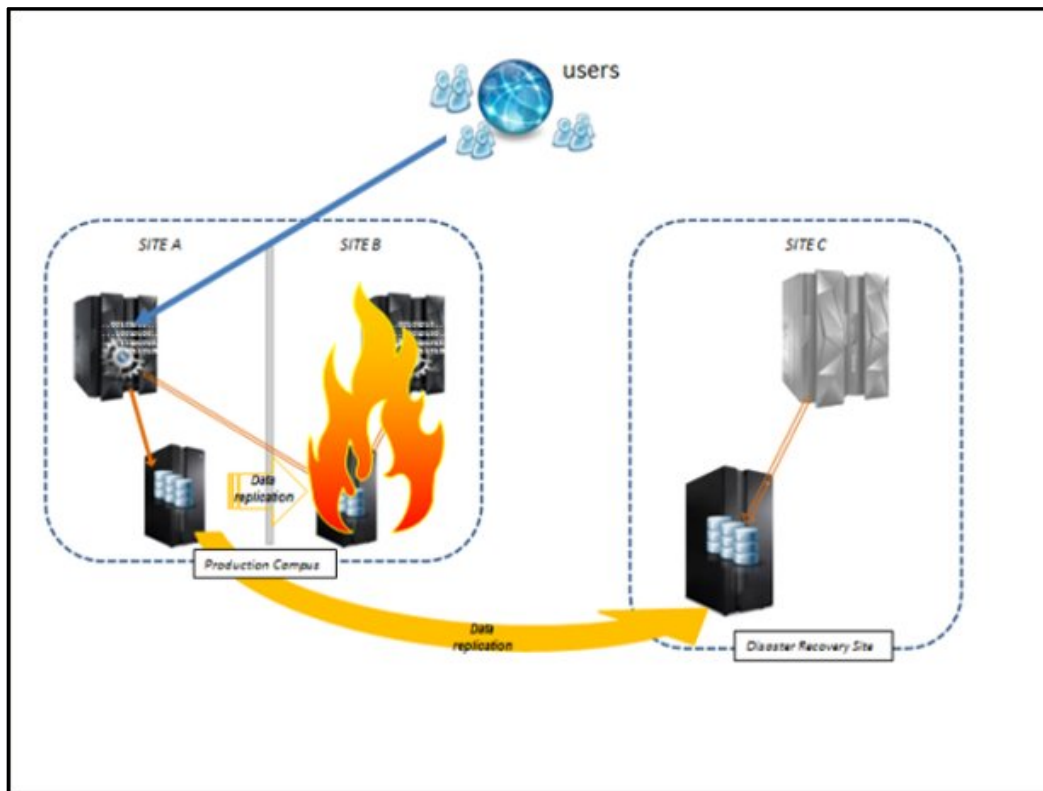 users
SITE A
SITE B
SITE C
Data
replication
Production Campus
Data
replication
Disaster Recovery Site